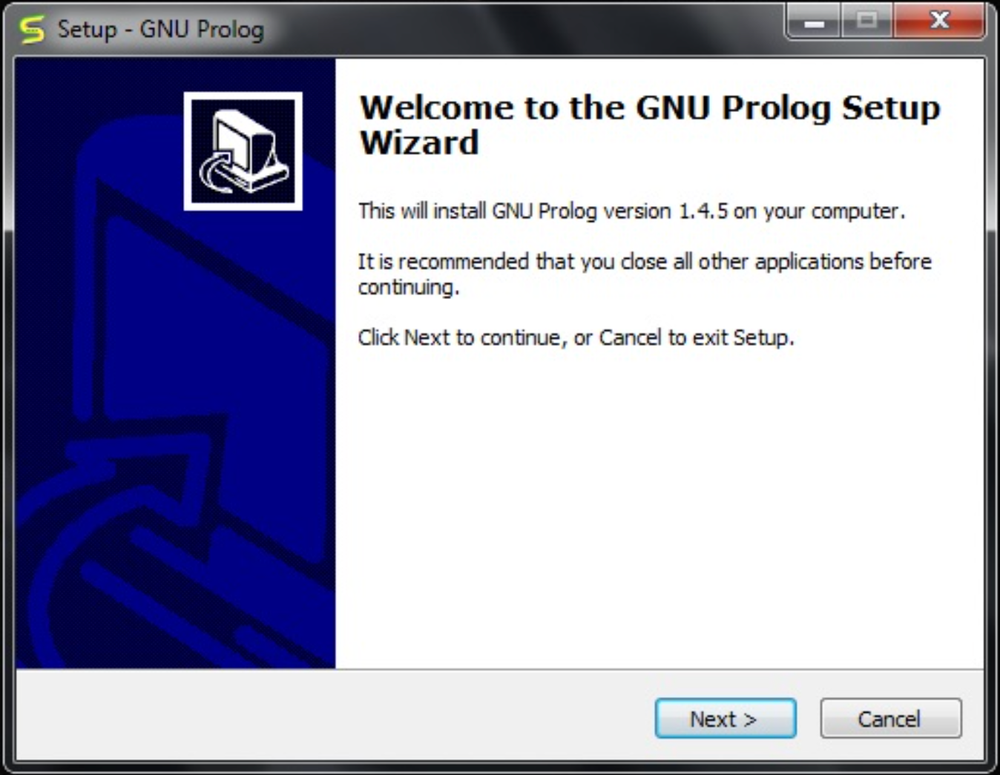 Setup - GNU Prolog
Welcome to the GNU Prolog Setup
Wizard
This will install GNU Prolog version 1.4.5 on your computer.
It is recommended that you close all other applications before
continuing.
Click Next to continue, or Cancel to exit Setup.
Next >
Cancel